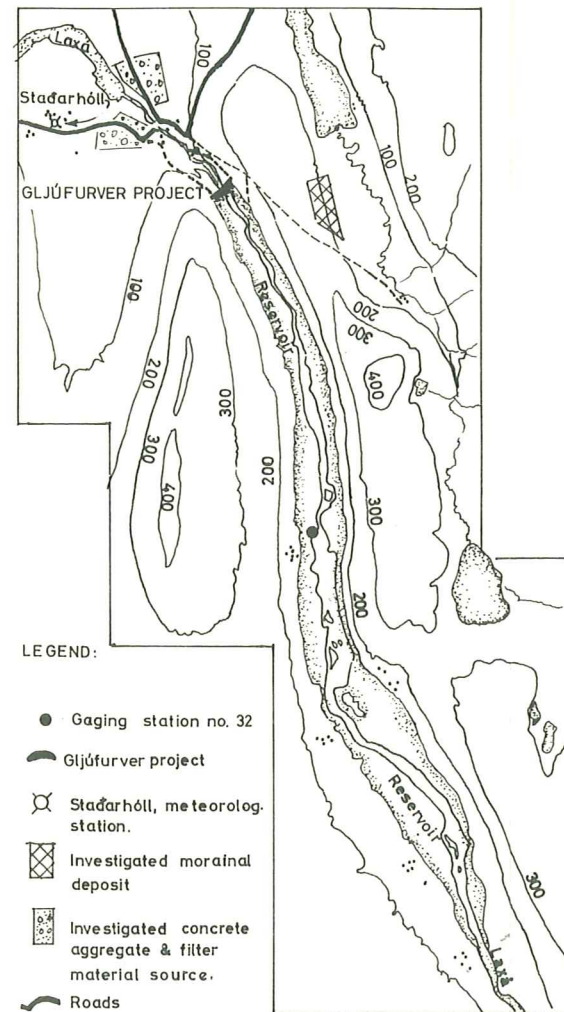 Laxá
100
Staðarhóll
GLJÚFURVER PROJECT
100
200
100
200
300
400
Reservoir
100
200
300
400
300
200
300
200
Reservoir
300
Laxá
LEGEND:
Gaging station no. 32
Gljúfurver project
Staðarhóll, meteorolog.
station.
Investigated morainal
deposit
Investigated concrete
aggregate & filter
material source.
Roads